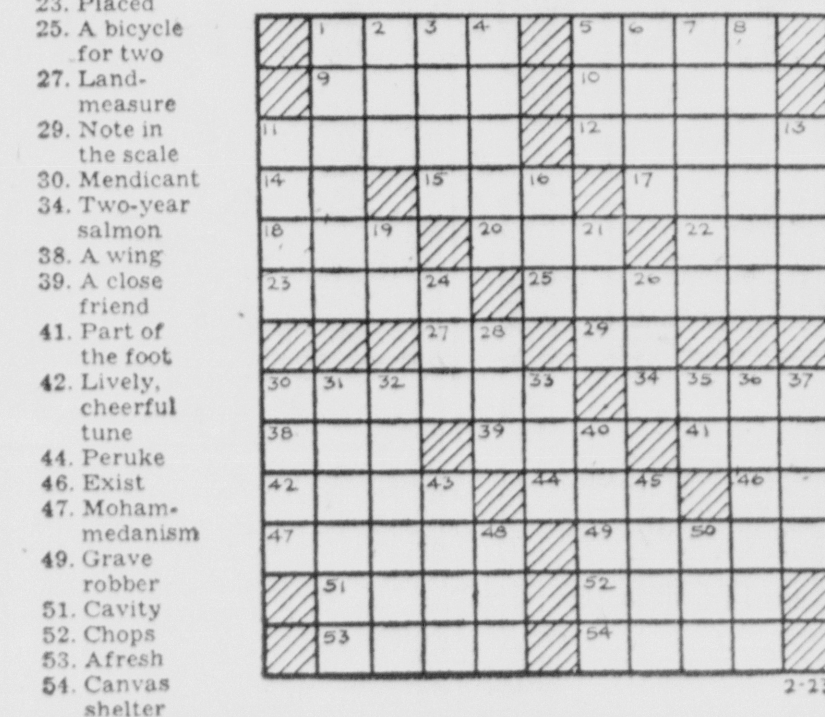 23. Placed
25. A bicycle
for two
27. Land-
measure
29. Note in
the scale
30. Mendicant
34. Two-year
salmon
38. A wing
39. A close
friend
41. Part of
the foot
42. Lively,
cheerful
tune
44. Peruke
46. Exist
47. Moham-
medanism
49. Grave
robber
51. Cavity
52. Chops
53. Afresh
54. Canvas
shelter
1 2 3 4 5 6 7 8
9 10
11 12 13
14 15 16 17
18 19 20 21 22
23 24 25 26
27 28 29
30 31 32 33 34 35 36 37
38 39 40 41
42 43 44 45 46
47 48 49 50
51 52
53 54